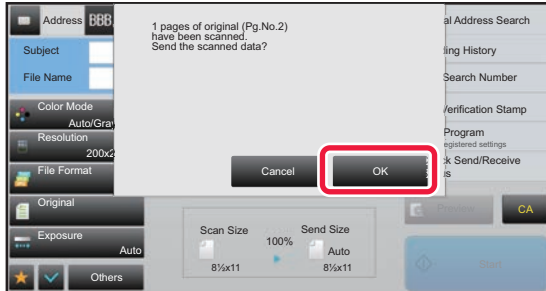 Address BBB
al Address Search
1 pages of original (Pg.No.2)
have been scanned.
Send the scanned data?
Subject
ing History
File Name
Search Number
Color Mode
Auto/Gray
Verification Stamp
Resolution
200x2
Program
egistered settings
File Format
Cancel
OK
k Send/Receive
s
Original
CA
Scan Size
100%
Send Size
Exposure
Auto
Auto
8½x11
8½x11
Start
Others